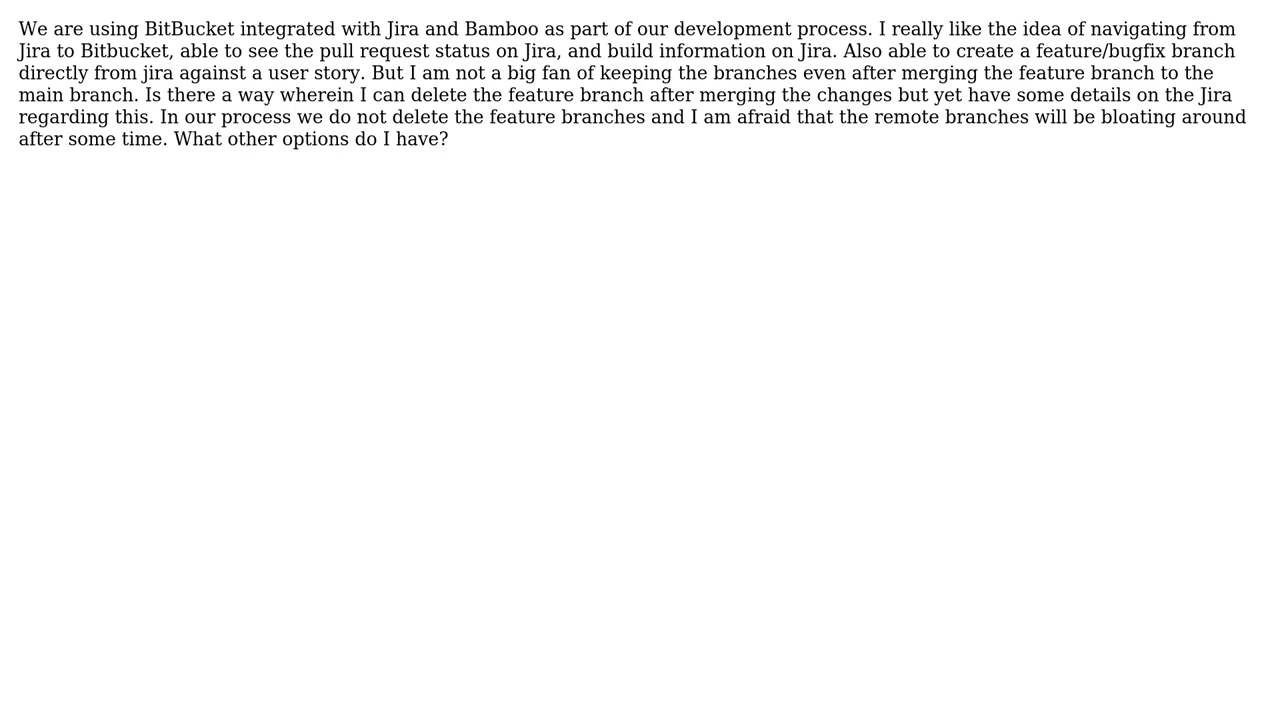 We are using BitBucket integrated with Jira and Bamboo as part of our development process. I really like the idea of navigating from
Jira to Bitbucket, able to see the pull request status on Jira, and build information on Jira. Also able to create a feature/bugfix branch
directly from jira against a user story. But I am not a big fan of keeping the branches even after merging the feature branch to the
main branch. Is there a way wherein I can delete the feature branch after merging the changes but yet have some details on the Jira
regarding this. In our process we do not delete the feature branches and I am afraid that the remote branches will be bloating around
after some time. What other options do I have?